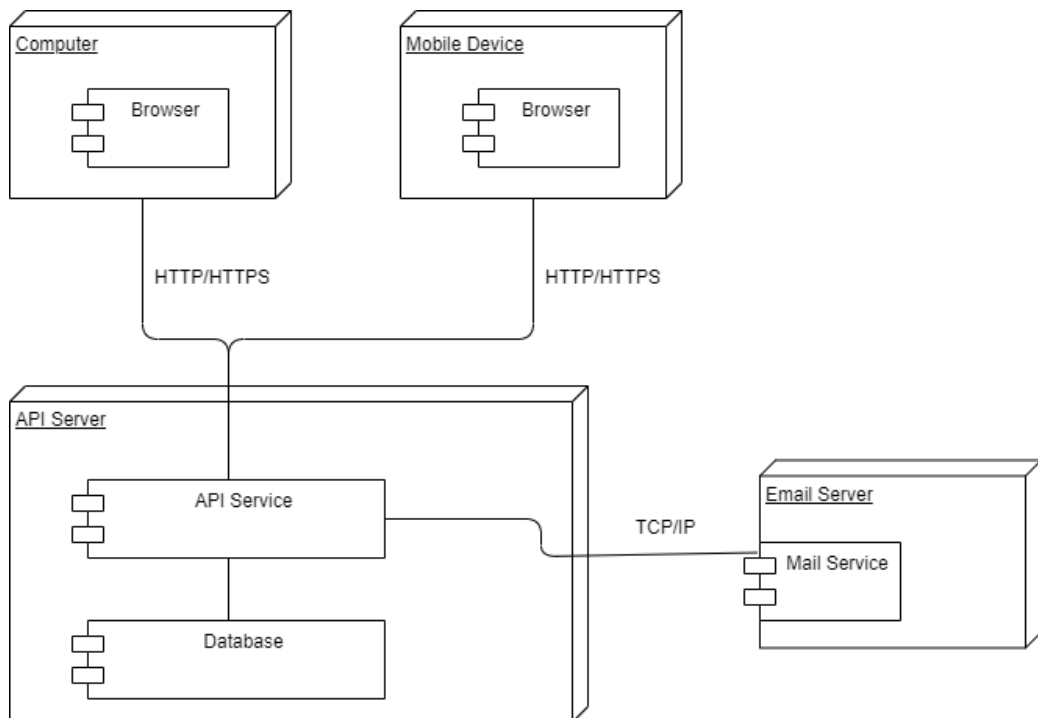 Computer
Browser
Mobile Device
Browser
HTTP/HTTPS
HTTP/HTTPS
API Server
API Service
Email Server
TCP/IP
Mail Service
Database